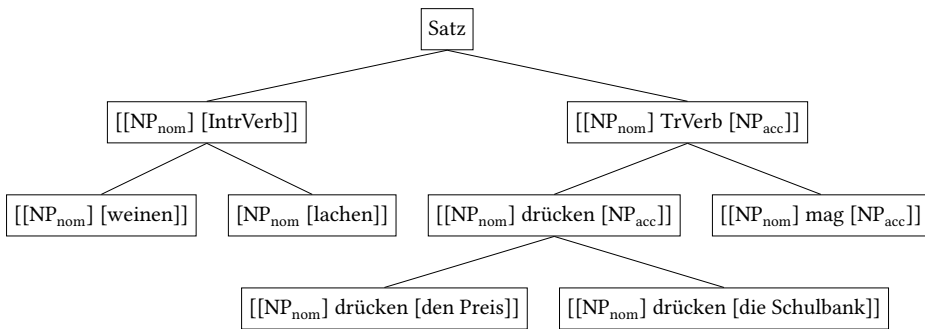 Satz
[[NPnom] [IntrVerb]] [[NPnom] TrVerb [NPacc]]
[[NPnom] [weinen]] [NPnom [lachen]] [[NPnom] drücken [NPacc]] [[NPnom] mag [NPacc]]
[[NPnom] drücken [den Preis]] [[NPnom] drücken [die Schulbank]]